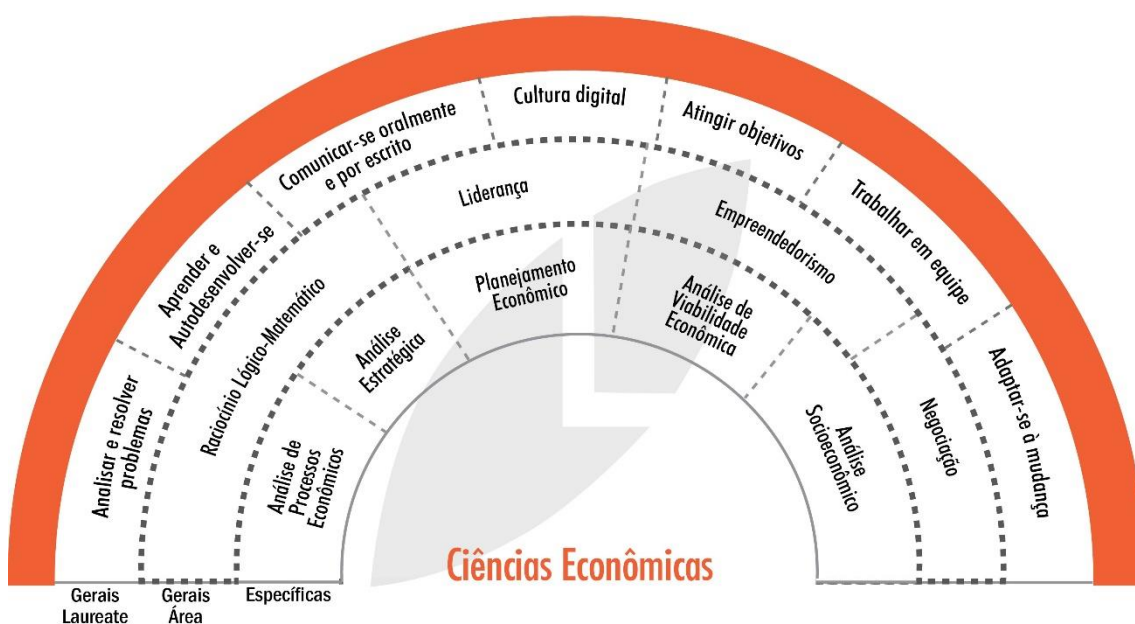 Analisar e resolver
problemas
Aprender e
Autodesenvolver-se
Comunicar-se oralmente
e por escrito
Cultura digital
Atingir objetivos
Trabalhar em equipe
Adaptar-se à mudança
Raciocínio Lógico-Matemático
Liderança
Empreendedorismo
Negociação
Análise de
Processos
Econômicos
Análise
Estratégica
Planejamento
Econômico
Análise de
Viabilidade
Econômica
Análise
Socioeconômico
Ciências Econômicas
Gerais
Laureate
Gerais
Área
Específicas